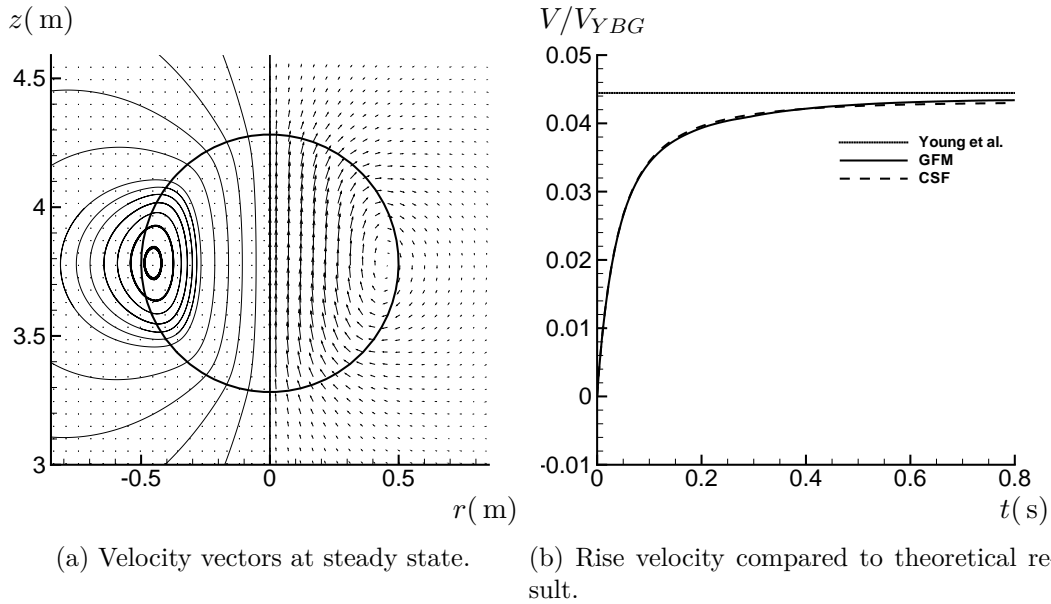 z( m)
4.5
4
3.5
3
-0.5
0
0.5
r( m)
(a) Velocity vectors at steady state.
V/V_{YBG}
0.05
0.04
0.03
0.02
0.01
0
-0.01
0
0.2
0.4
0.6
0.8
Young et al.
GFM
CSF
t( s)
(b) Rise velocity compared to theoretical re-
sult.